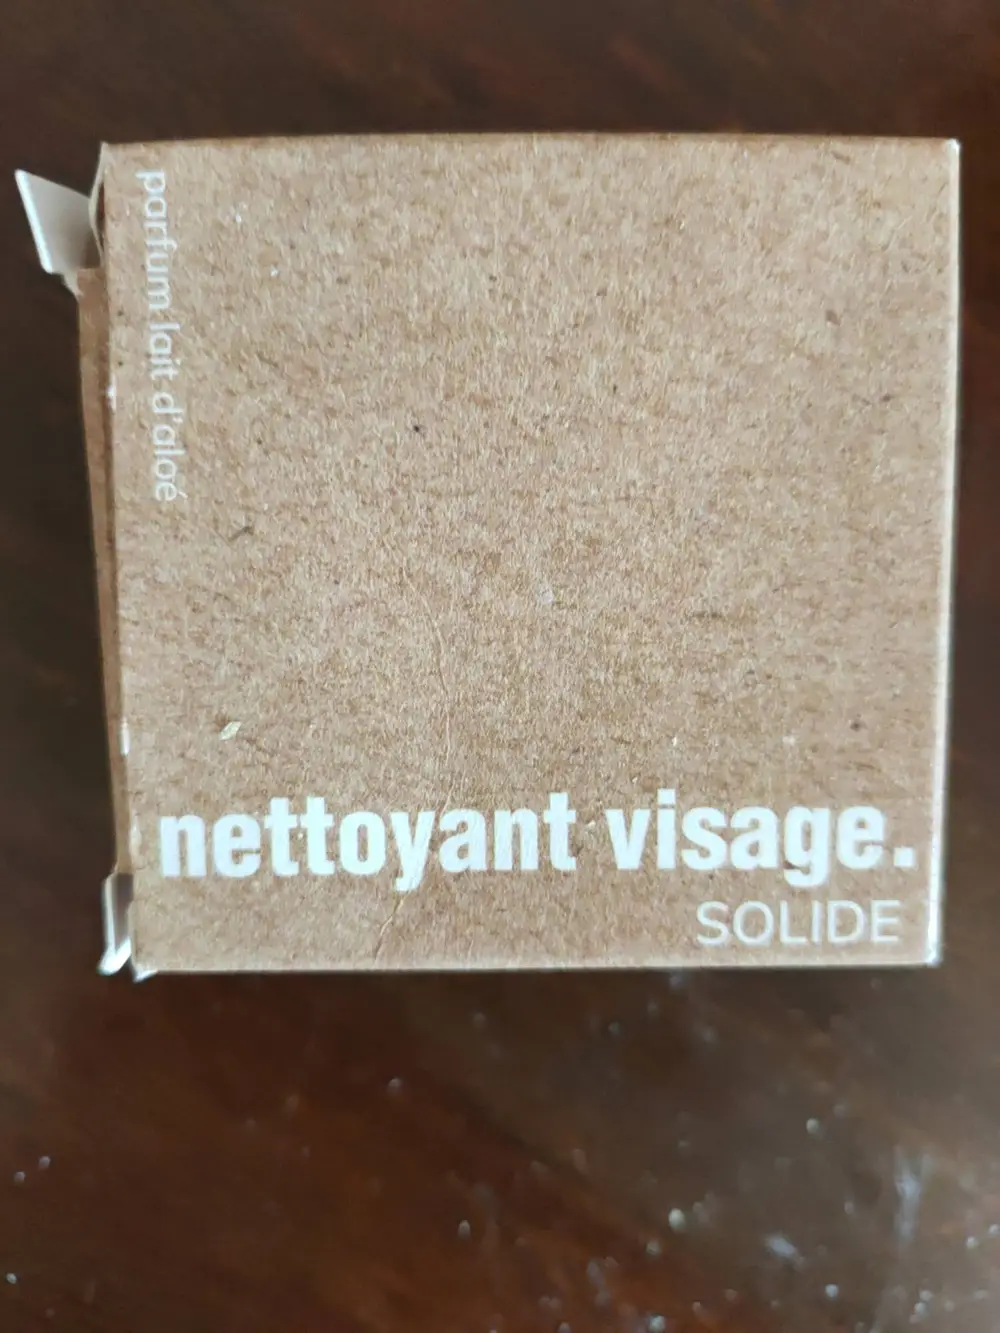 parfum lait d'aloé
nettoyant visage.
SOLIDE